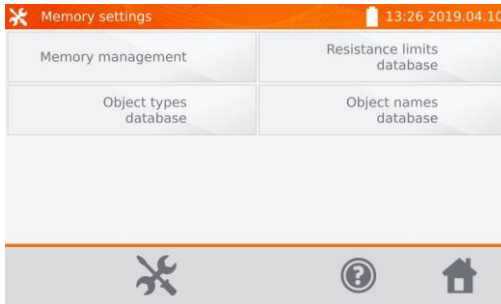 Memory settings
13:26 2019.04.10
Memory management
Resistance limits
database
Object types
database
Object names
database
?